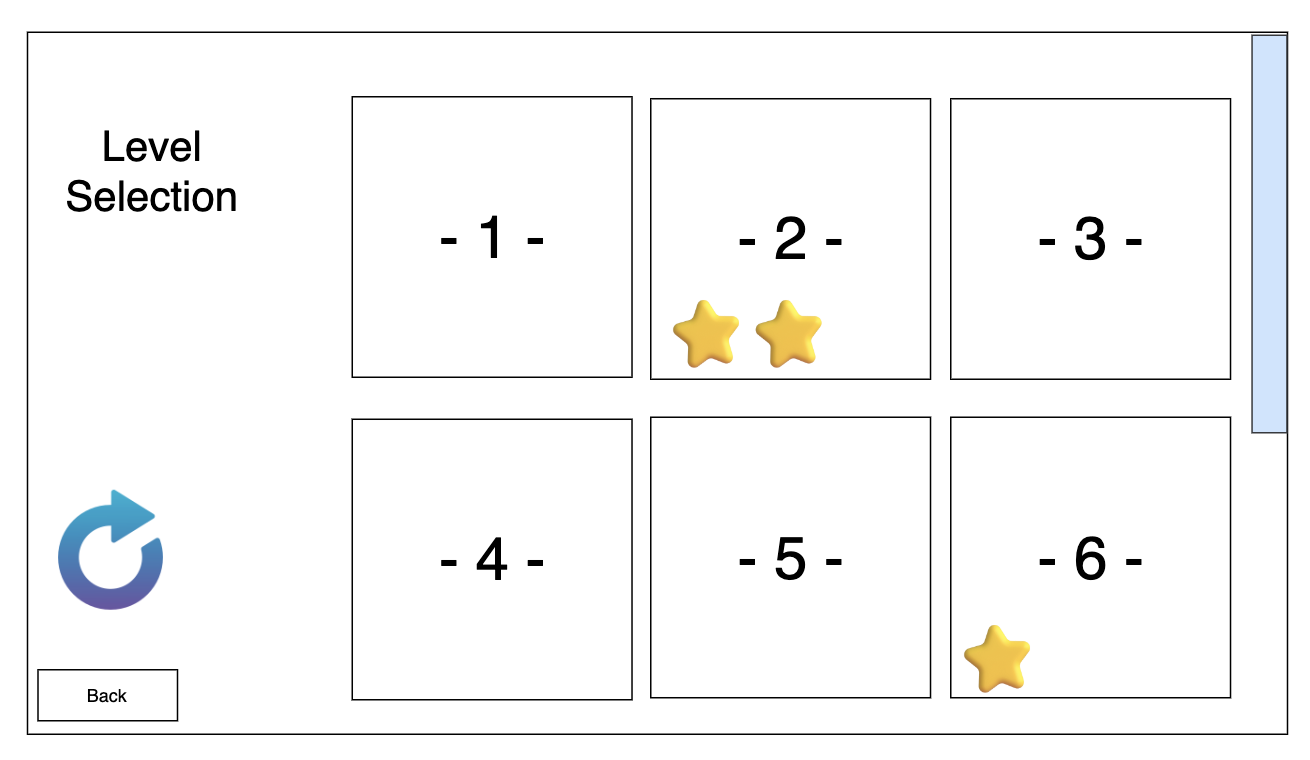 Level
Selection
- 1 -
- 2 -
- 3 -
- 4 -
- 5 -
- 6 -
Back